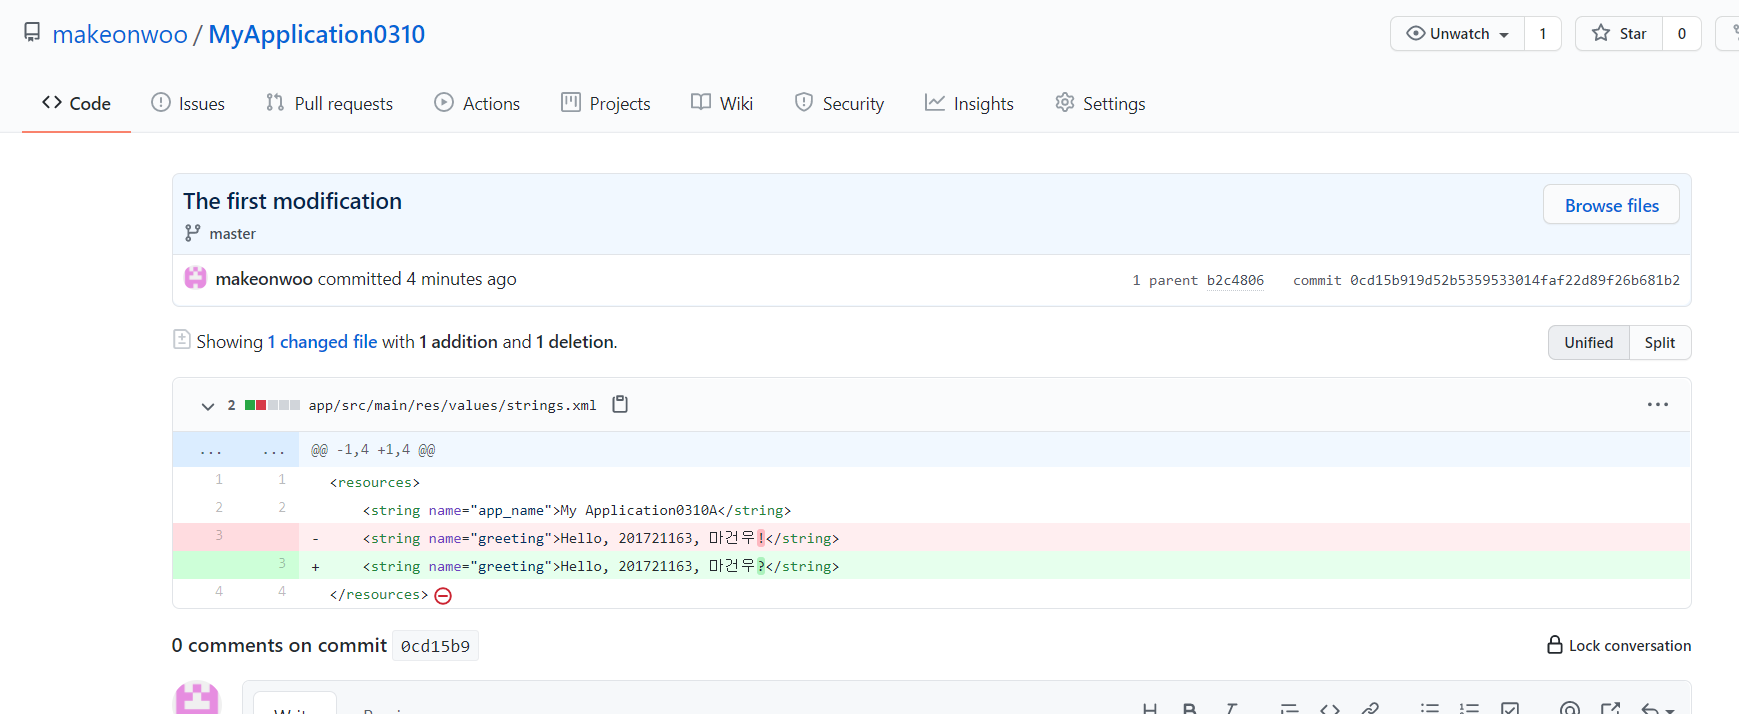 makeonwoo / MyApplication0310
Unwatch 1 Star 0
Code Issues Pull requests Actions Projects Wiki Security Insights Settings
The first modification
Browse files
master
makeonwoo committed 4 minutes ago
1 parent b2c4806 commit 0cd15b919d52b5359533014faf22d89f26b681b2
Showing 1 changed file with 1 addition and 1 deletion.
Unified Split
2 app/src/main/res/values/strings.xml
... ... @@ -1,4 +1,4 @@
1 1 <resources>
2 2 <string name="app_name">My Application0310A</string>
3 - <string name="greeting">Hello, 201721163, 마건우!</string>
3 + <string name="greeting">Hello, 201721163, 마건우?</string>
4 4 </resources>
0 comments on commit 0cd15b9
Lock conversation